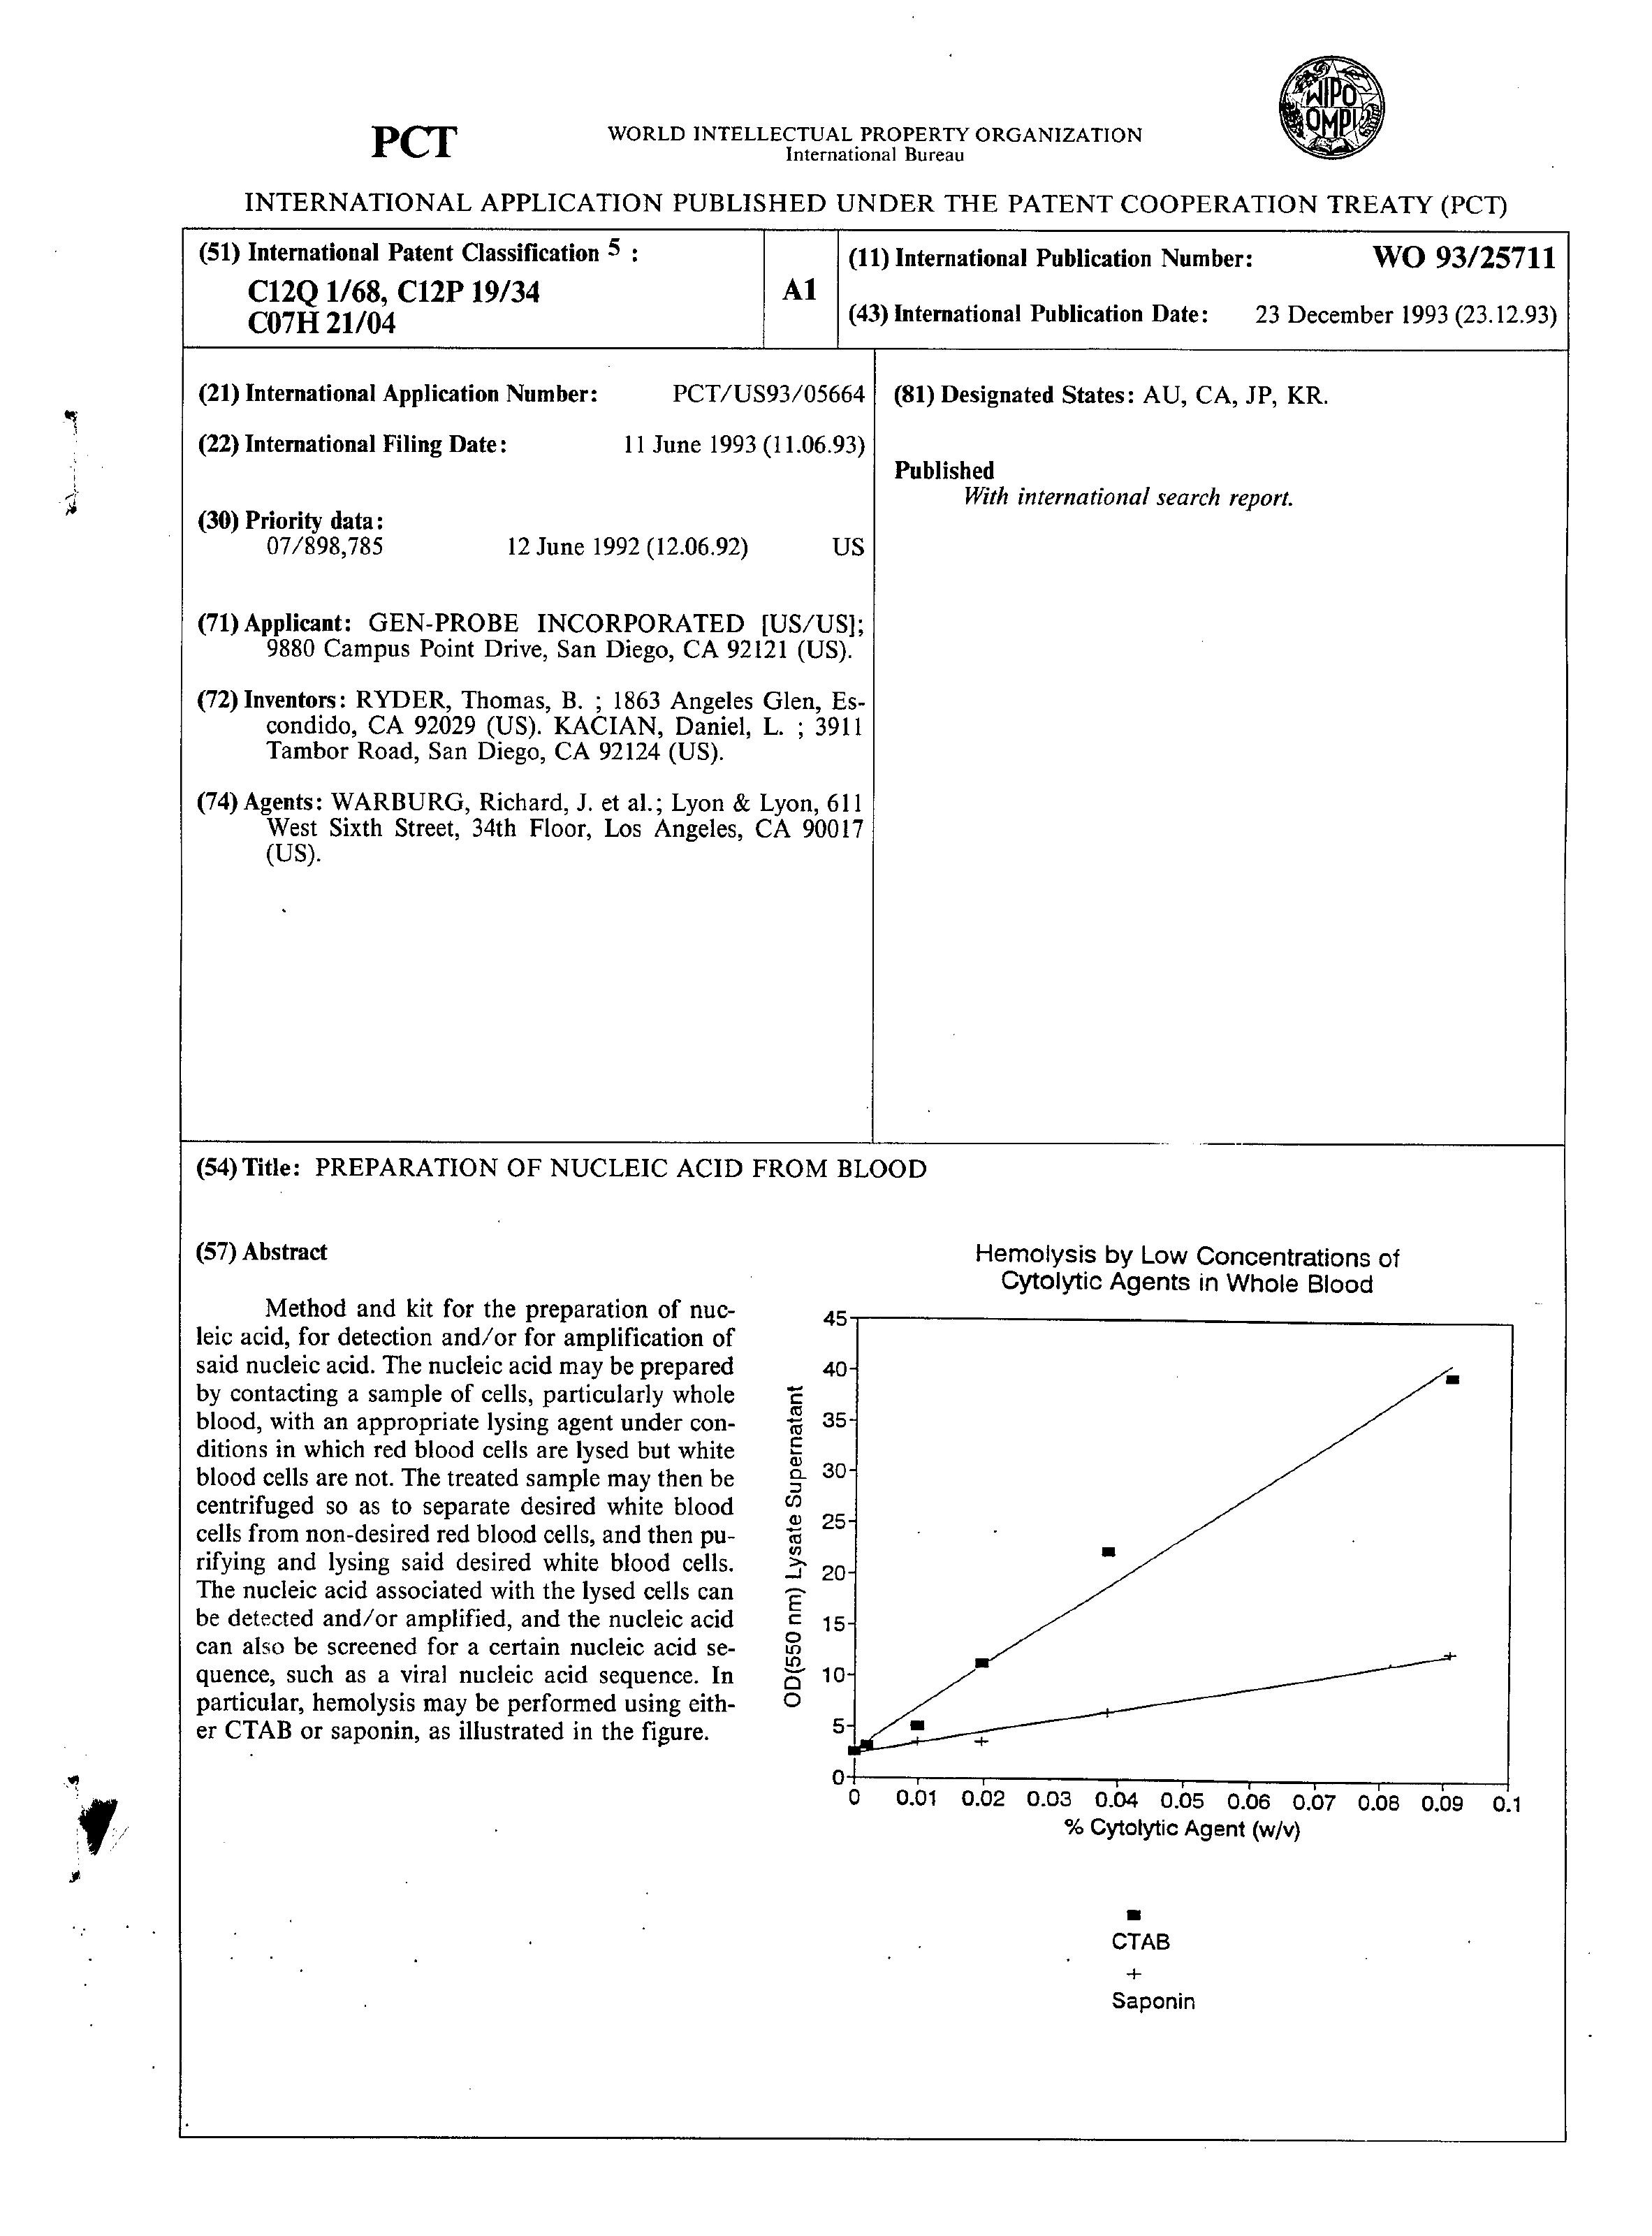 WIPO
OMPI
PCT
WORLD INTELLECTUAL PROPERTY ORGANIZATION
International Bureau
INTERNATIONAL APPLICATION PUBLISHED UNDER THE PATENT COOPERATION TREATY (PCT)
(51) International Patent Classification 5 :
C12Q 1/68, C12P 19/34
C07H 21/04
A1
(11) International Publication Number: WO 93/25711
(43) International Publication Date: 23 December 1993 (23.12.93)
(21) International Application Number: PCT/US93/05664
(22) International Filing Date: 11 June 1993 (11.06.93)
(30) Priority data:
07/898,785 12 June 1992 (12.06.92) US
(71) Applicant: GEN-PROBE INCORPORATED [US/US];
9880 Campus Point Drive, San Diego, CA 92121 (US).
(72) Inventors: RYDER, Thomas, B. ; 1863 Angeles Glen, Es-
condido, CA 92029 (US). KACIAN, Daniel, L. ; 3911
Tambor Road, San Diego, CA 92124 (US).
(74) Agents: WARBURG, Richard, J. et al.; Lyon & Lyon, 611
West Sixth Street, 34th Floor, Los Angeles, CA 90017
(US).
(81) Designated States: AU, CA, JP, KR.
Published
With international search report.
(54) Title: PREPARATION OF NUCLEIC ACID FROM BLOOD
(57) Abstract
Method and kit for the preparation of nuc-
leic acid, for detection and/or for amplification of
said nucleic acid. The nucleic acid may be prepared
by contacting a sample of cells, particularly whole
blood, with an appropriate lysing agent under con-
ditions in which red blood cells are lysed but white
blood cells are not. The treated sample may then be
centrifuged so as to separate desired white blood
cells from non-desired red blood cells, and then pu-
rifying and lysing said desired white blood cells.
The nucleic acid associated with the lysed cells can
be detected and/or amplified, and the nucleic acid
can also be screened for a certain nucleic acid se-
quence, such as a viral nucleic acid sequence. In
particular, hemolysis may be performed using eith-
er CTAB or saponin, as illustrated in the figure.
Hemolysis by Low Concentrations of
Cytolytic Agents in Whole Blood
OD(550 nm) Lysate Supernatant
45
40
35
30
25
20
15
10
5
0
0 0.01 0.02 0.03 0.04 0.05 0.06 0.07 0.08 0.09 0.1
% Cytolytic Agent (w/v)
CTAB
+
Saponin